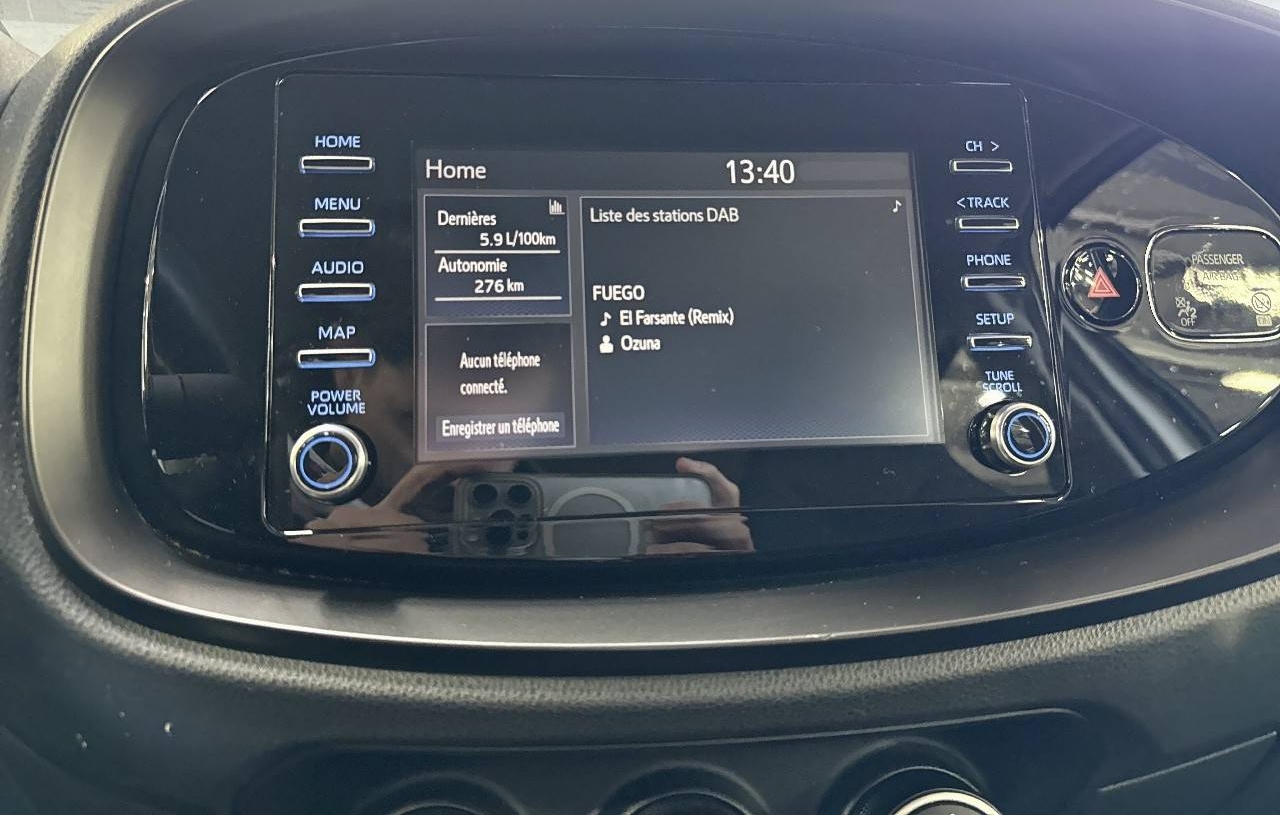 HOME
MENU
AUDIO
MAP
POWER
VOLUME
Home
13:40
Dernières
5.9 L/100km
Autonomie
276 km
Aucun téléphone
connecté.
Enregistrer un téléphone
Liste des stations DAB
FUEGO
El Farsante (Remix)
Ozuna
CH >
<TRACK
PHONE
SETUP
TUNE
SCROLL
PASSENGER
AIRBAG
OFF